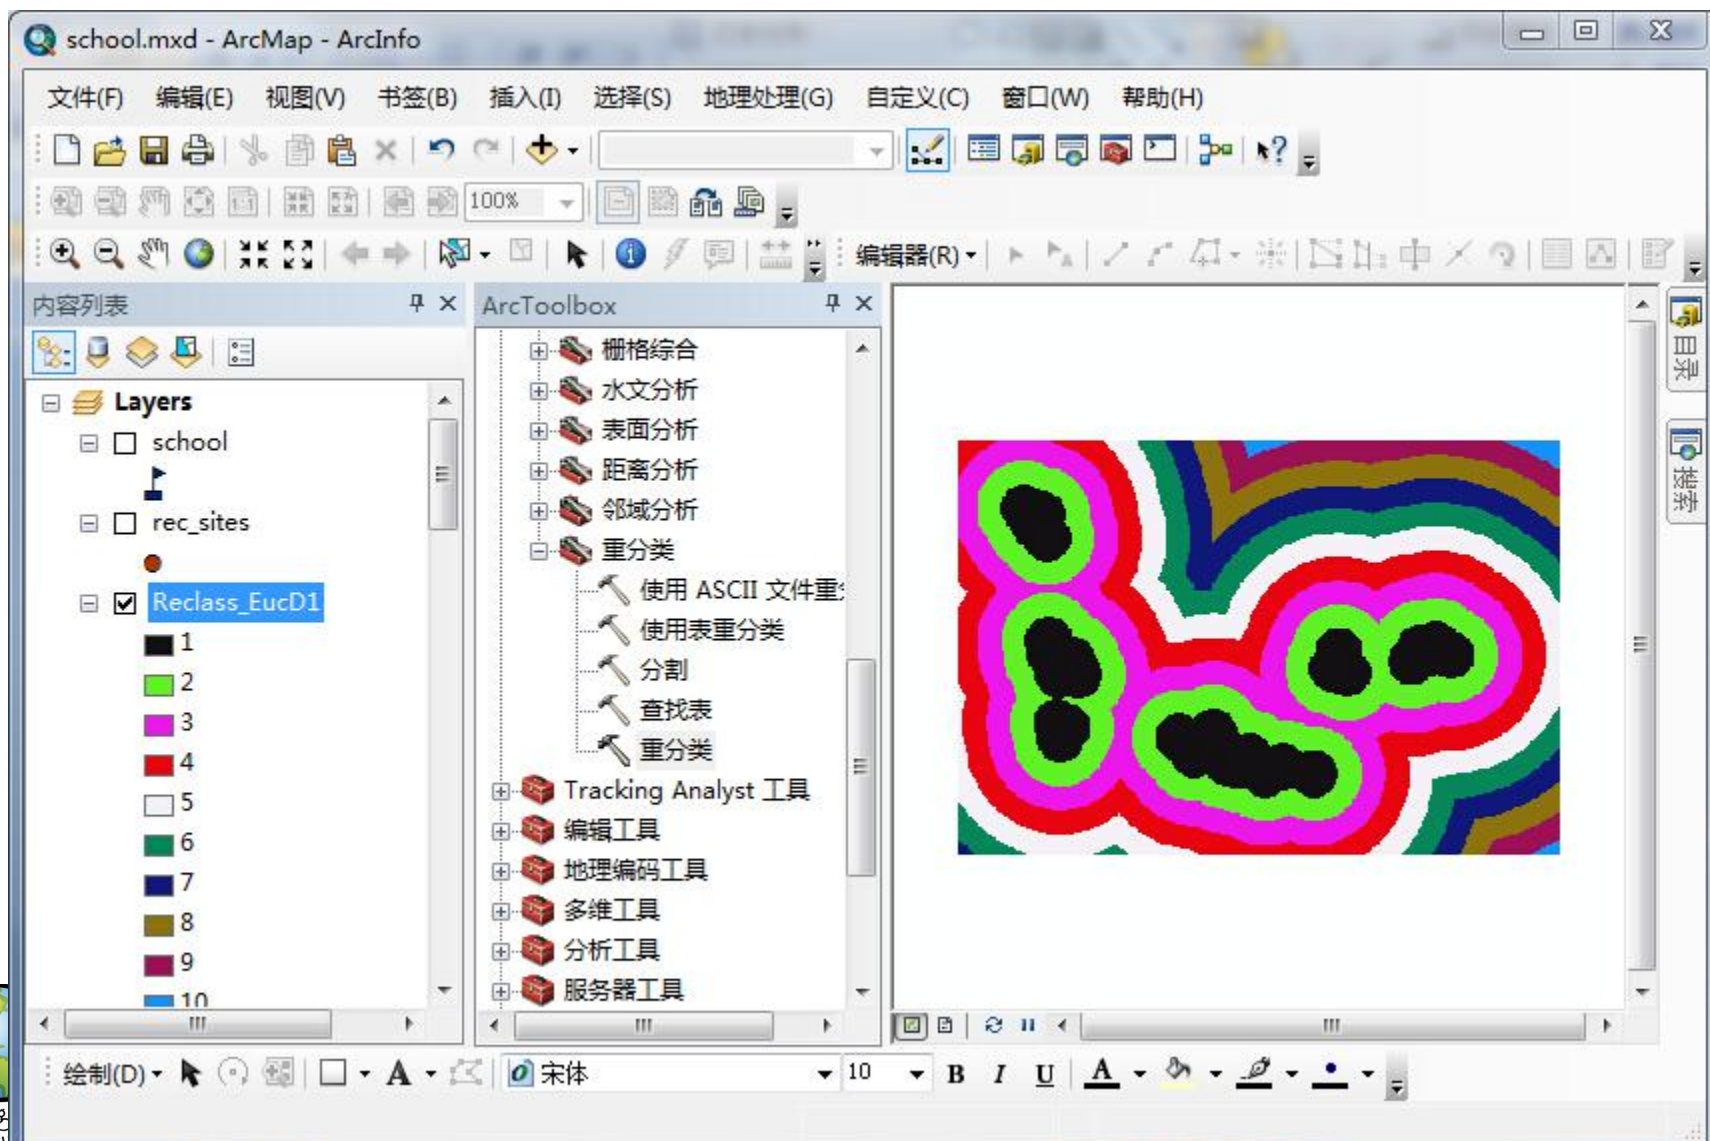 school.mxd - ArcMap - ArcInfo
文件(F) 编辑(E) 视图(V) 书签(B) 插入(I) 选择(S) 地理处理(G) 自定义(C) 窗口(W) 帮助(H)
100%
编辑器(R)
内容列表
Layers
school
rec_sites
Reclass_EucD1
1
2
3
4
5
6
7
8
9
10
ArcToolbox
栅格综合
水文分析
表面分析
距离分析
邻域分析
重分类
使用 ASCII 文件重分
使用表重分类
分割
查找表
重分类
Tracking Analyst 工具
编辑工具
地理编码工具
多维工具
分析工具
服务器工具
目录
搜索
绘制(D) A 宋体 10 B I U A